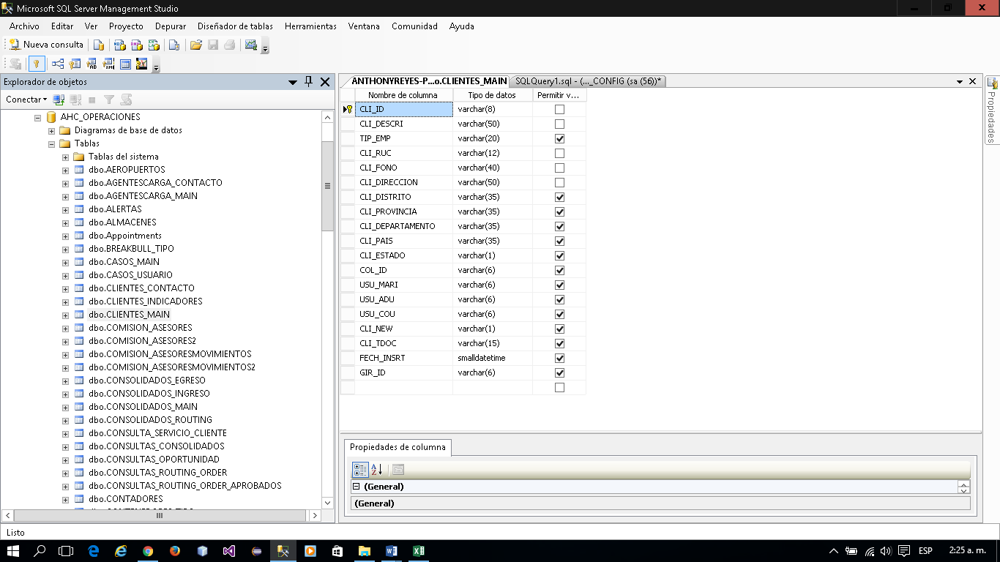 Microsoft SQL Server Management Studio
Archivo Editar Ver Proyecto Depurar Diseñador de tablas Herramientas Ventana Comunidad Ayuda
Nueva consulta
Explorador de objetos
Conectar
AHC_OPERACIONES
Diagramas de base de datos
Tablas
Tablas del sistema
dbo.AEROPUERTOS
dbo.AGENTESCARGA_CONTACTO
dbo.AGENTESCARGA_MAIN
dbo.ALERTAS
dbo.ALMACENES
dbo.Appointments
dbo.BREAKBULL_TIPO
dbo.CASOS_MAIN
dbo.CASOS_USUARIO
dbo.CLIENTES_CONTACTO
dbo.CLIENTES_INDICADORES
dbo.CLIENTES_MAIN
dbo.COMISION_ASESORES
dbo.COMISION_ASESORES2
dbo.COMISION_ASESORESMOVIMIENTOS
dbo.COMISION_ASESORESMOVIMIENTOS2
dbo.CONSOLIDADOS_EGRESO
dbo.CONSOLIDADOS_INGRESO
dbo.CONSOLIDADOS_MAIN
dbo.CONSOLIDADOS_ROUTING
dbo.CONSULTA_SERVICIO_CLIENTE
dbo.CONSULTAS_CONSOLIDADOS
dbo.CONSULTAS_OPORTUNIDAD
dbo.CONSULTAS_ROUTING_ORDER
dbo.CONSULTAS_ROUTING_ORDER_APROBADOS
dbo.CONTADORES
ANTHONYREYES-P...o.CLIENTES_MAIN SQLQuery1.sql - (..._CONFIG (sa (56))*
Nombre de columna Tipo de datos Permitir v...
CLI_ID varchar(8)
CLI_DESCRI varchar(50)
TIP_EMP varchar(20)
CLI_RUC varchar(12)
CLI_FONO varchar(40)
CLI_DIRECCION varchar(50)
CLI_DISTRITO varchar(35)
CLI_PROVINCIA varchar(35)
CLI_DEPARTAMENTO varchar(35)
CLI_PAIS varchar(35)
CLI_ESTADO varchar(1)
COL_ID varchar(6)
USU_MARI varchar(6)
USU_ADU varchar(6)
USU_COU varchar(6)
CLI_NEW varchar(1)
CLI_TDOC varchar(15)
FECH_INSRT smalldatetime
GIR_ID varchar(6)
Propiedades de columna
(General)
(General)
Propiedades
Listo
ESP 2:25 a. m.